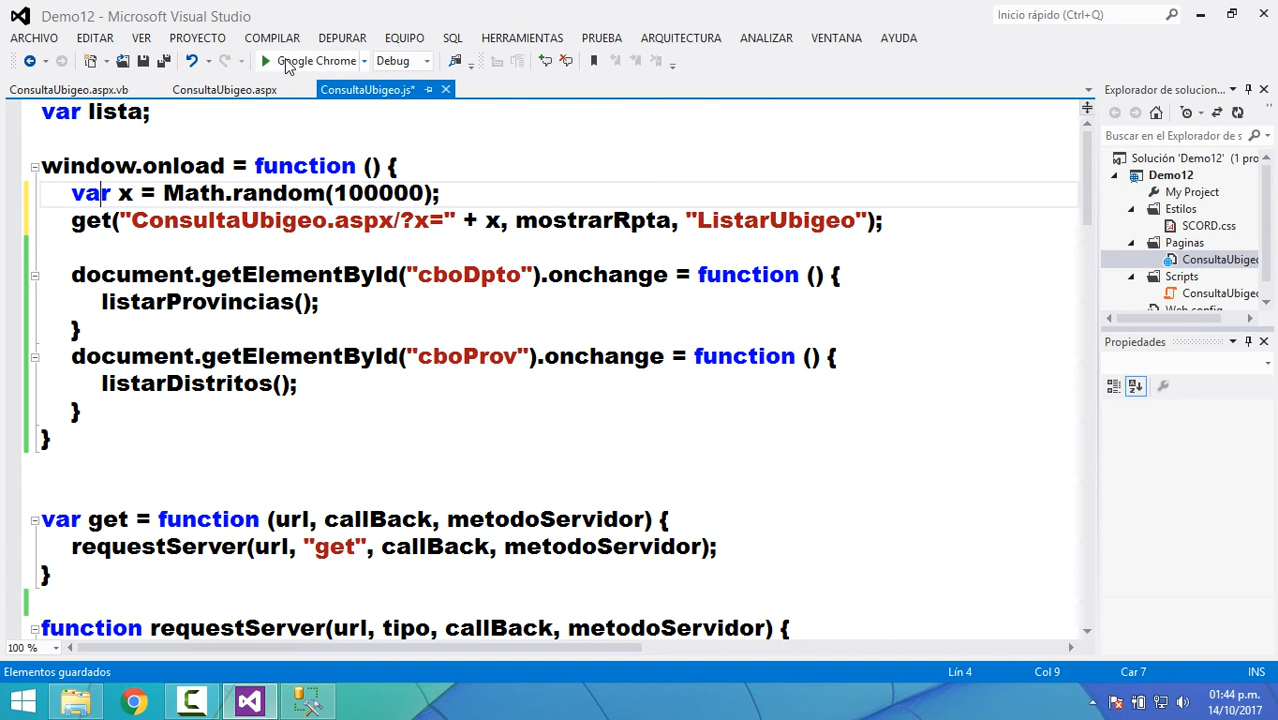 Demo12 - Microsoft Visual Studio
Inicio rápido (Ctrl+Q)
ARCHIVO EDITAR VER PROYECTO COMPILAR DEPURAR EQUIPO SQL HERRAMIENTAS PRUEBA ARQUITECTURA ANALIZAR VENTANA AYUDA
Google Chrome Debug
ConsultaUbigeo.aspx.vb ConsultaUbigeo.aspx ConsultaUbigeo.js*
var lista;
window.onload = function () {
var x = Math.random(100000);
get("ConsultaUbigeo.aspx/?x=" + x, mostrarRpta, "ListarUbigeo");
document.getElementById("cboDpto").onchange = function () {
listarProvincias();
}
document.getElementById("cboProv").onchange = function () {
listarDistritos();
}
}
var get = function (url, callBack, metodoServidor) {
requestServer(url, "get", callBack, metodoServidor);
}
function requestServer(url, tipo, callBack, metodoServidor) {
100 %
Explorador de solucion...
Buscar en el Explorador de s
Solución 'Demo12' (1 pro
Demo12
My Project
Estilos
SCORD.css
Paginas
ConsultaUbigeo
Scripts
ConsultaUbigeo
Web.config
Propiedades
Elementos guardados Lín 4 Col 9 Car 7 INS
01:44 p.m.
14/10/2017